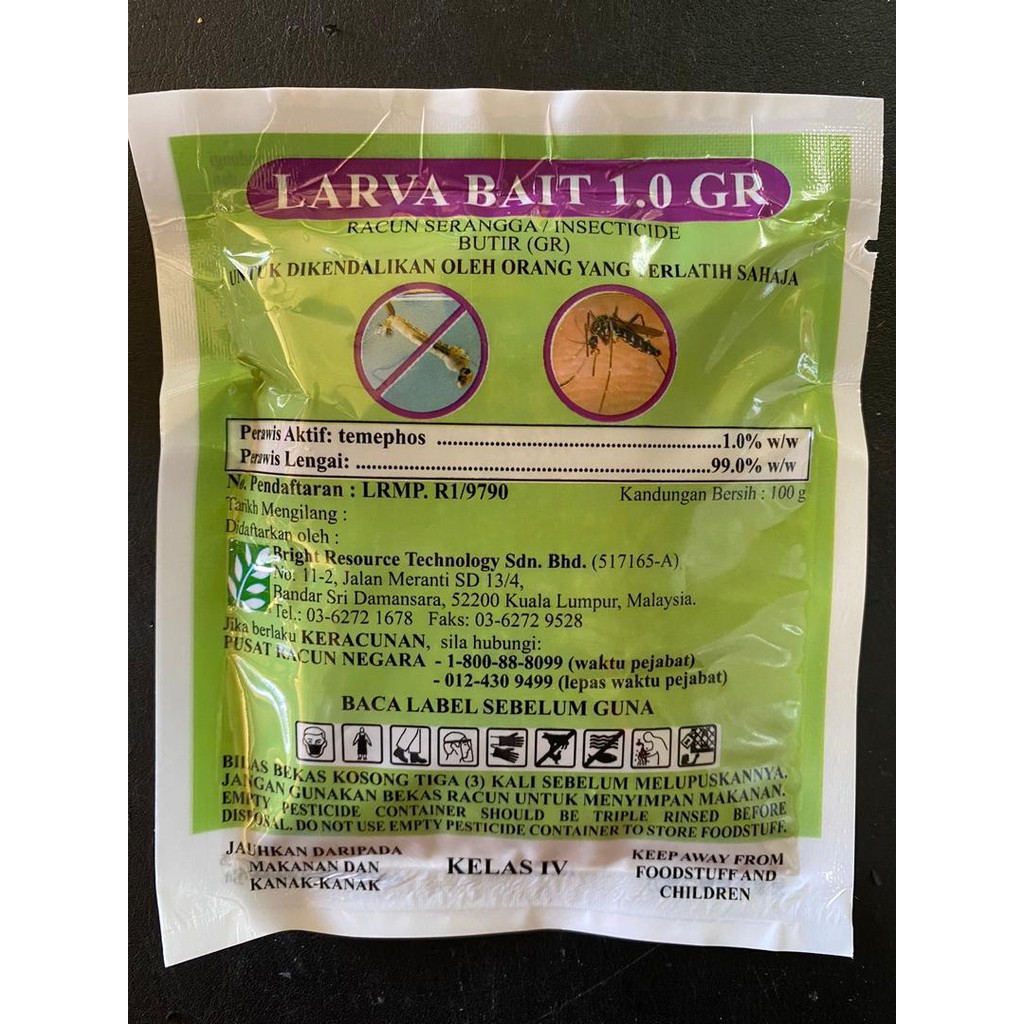 LARVA BAIT 1.0 GR
RACUN SERANGGA / INSECTICIDE
BUTIR (GR)
UNTUK DIKENDALIKAN OLEH ORANG YANG TERLATIH SAHAJA
Perawis Aktif: temephos ........................................................1.0% w/w
Perawis Lengai: .....................................................................99.0% w/w
No. Pendaftaran : LRMP. R1/9790 Kandungan Bersih : 100 g
Tarikh Mengilang :
Didaftarkan oleh :
Bright Resource Technology Sdn. Bhd. (517165-A)
No. 11-2, Jalan Meranti SD 13/4,
Bandar Sri Damansara, 52200 Kuala Lumpur, Malaysia.
Tel.: 03-6272 1678 Faks: 03-6272 9528
Jika berlaku KERACUNAN, sila hubungi:
PUSAT RACUN NEGARA - 1-800-88-8099 (waktu pejabat)
- 012-430 9499 (lepas waktu pejabat)
BACA LABEL SEBELUM GUNA
BILAS BEKAS KOSONG TIGA (3) KALI SEBELUM MELUPUSKANNYA.
JANGAN GUNAKAN BEKAS RACUN UNTUK MENYIMPAN MAKANAN.
EMPTY PESTICIDE CONTAINER SHOULD BE TRIPLE RINSED BEFORE
DISPOSAL. DO NOT USE EMPTY PESTICIDE CONTAINER TO STORE FOODSTUFF.
JAUHKAN DARIPADA
MAKANAN DAN
KANAK-KANAK
KELAS IV
KEEP AWAY FROM
FOODSTUFF AND
CHILDREN